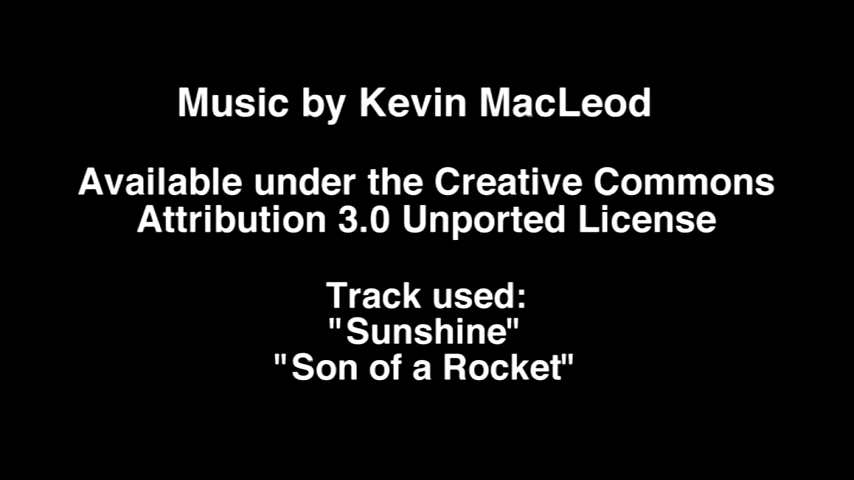 Music by Kevin MacLeod
Available under the Creative Commons
Attribution 3.0 Unported License
Track used:
"Sunshine"
"Son of a Rocket"